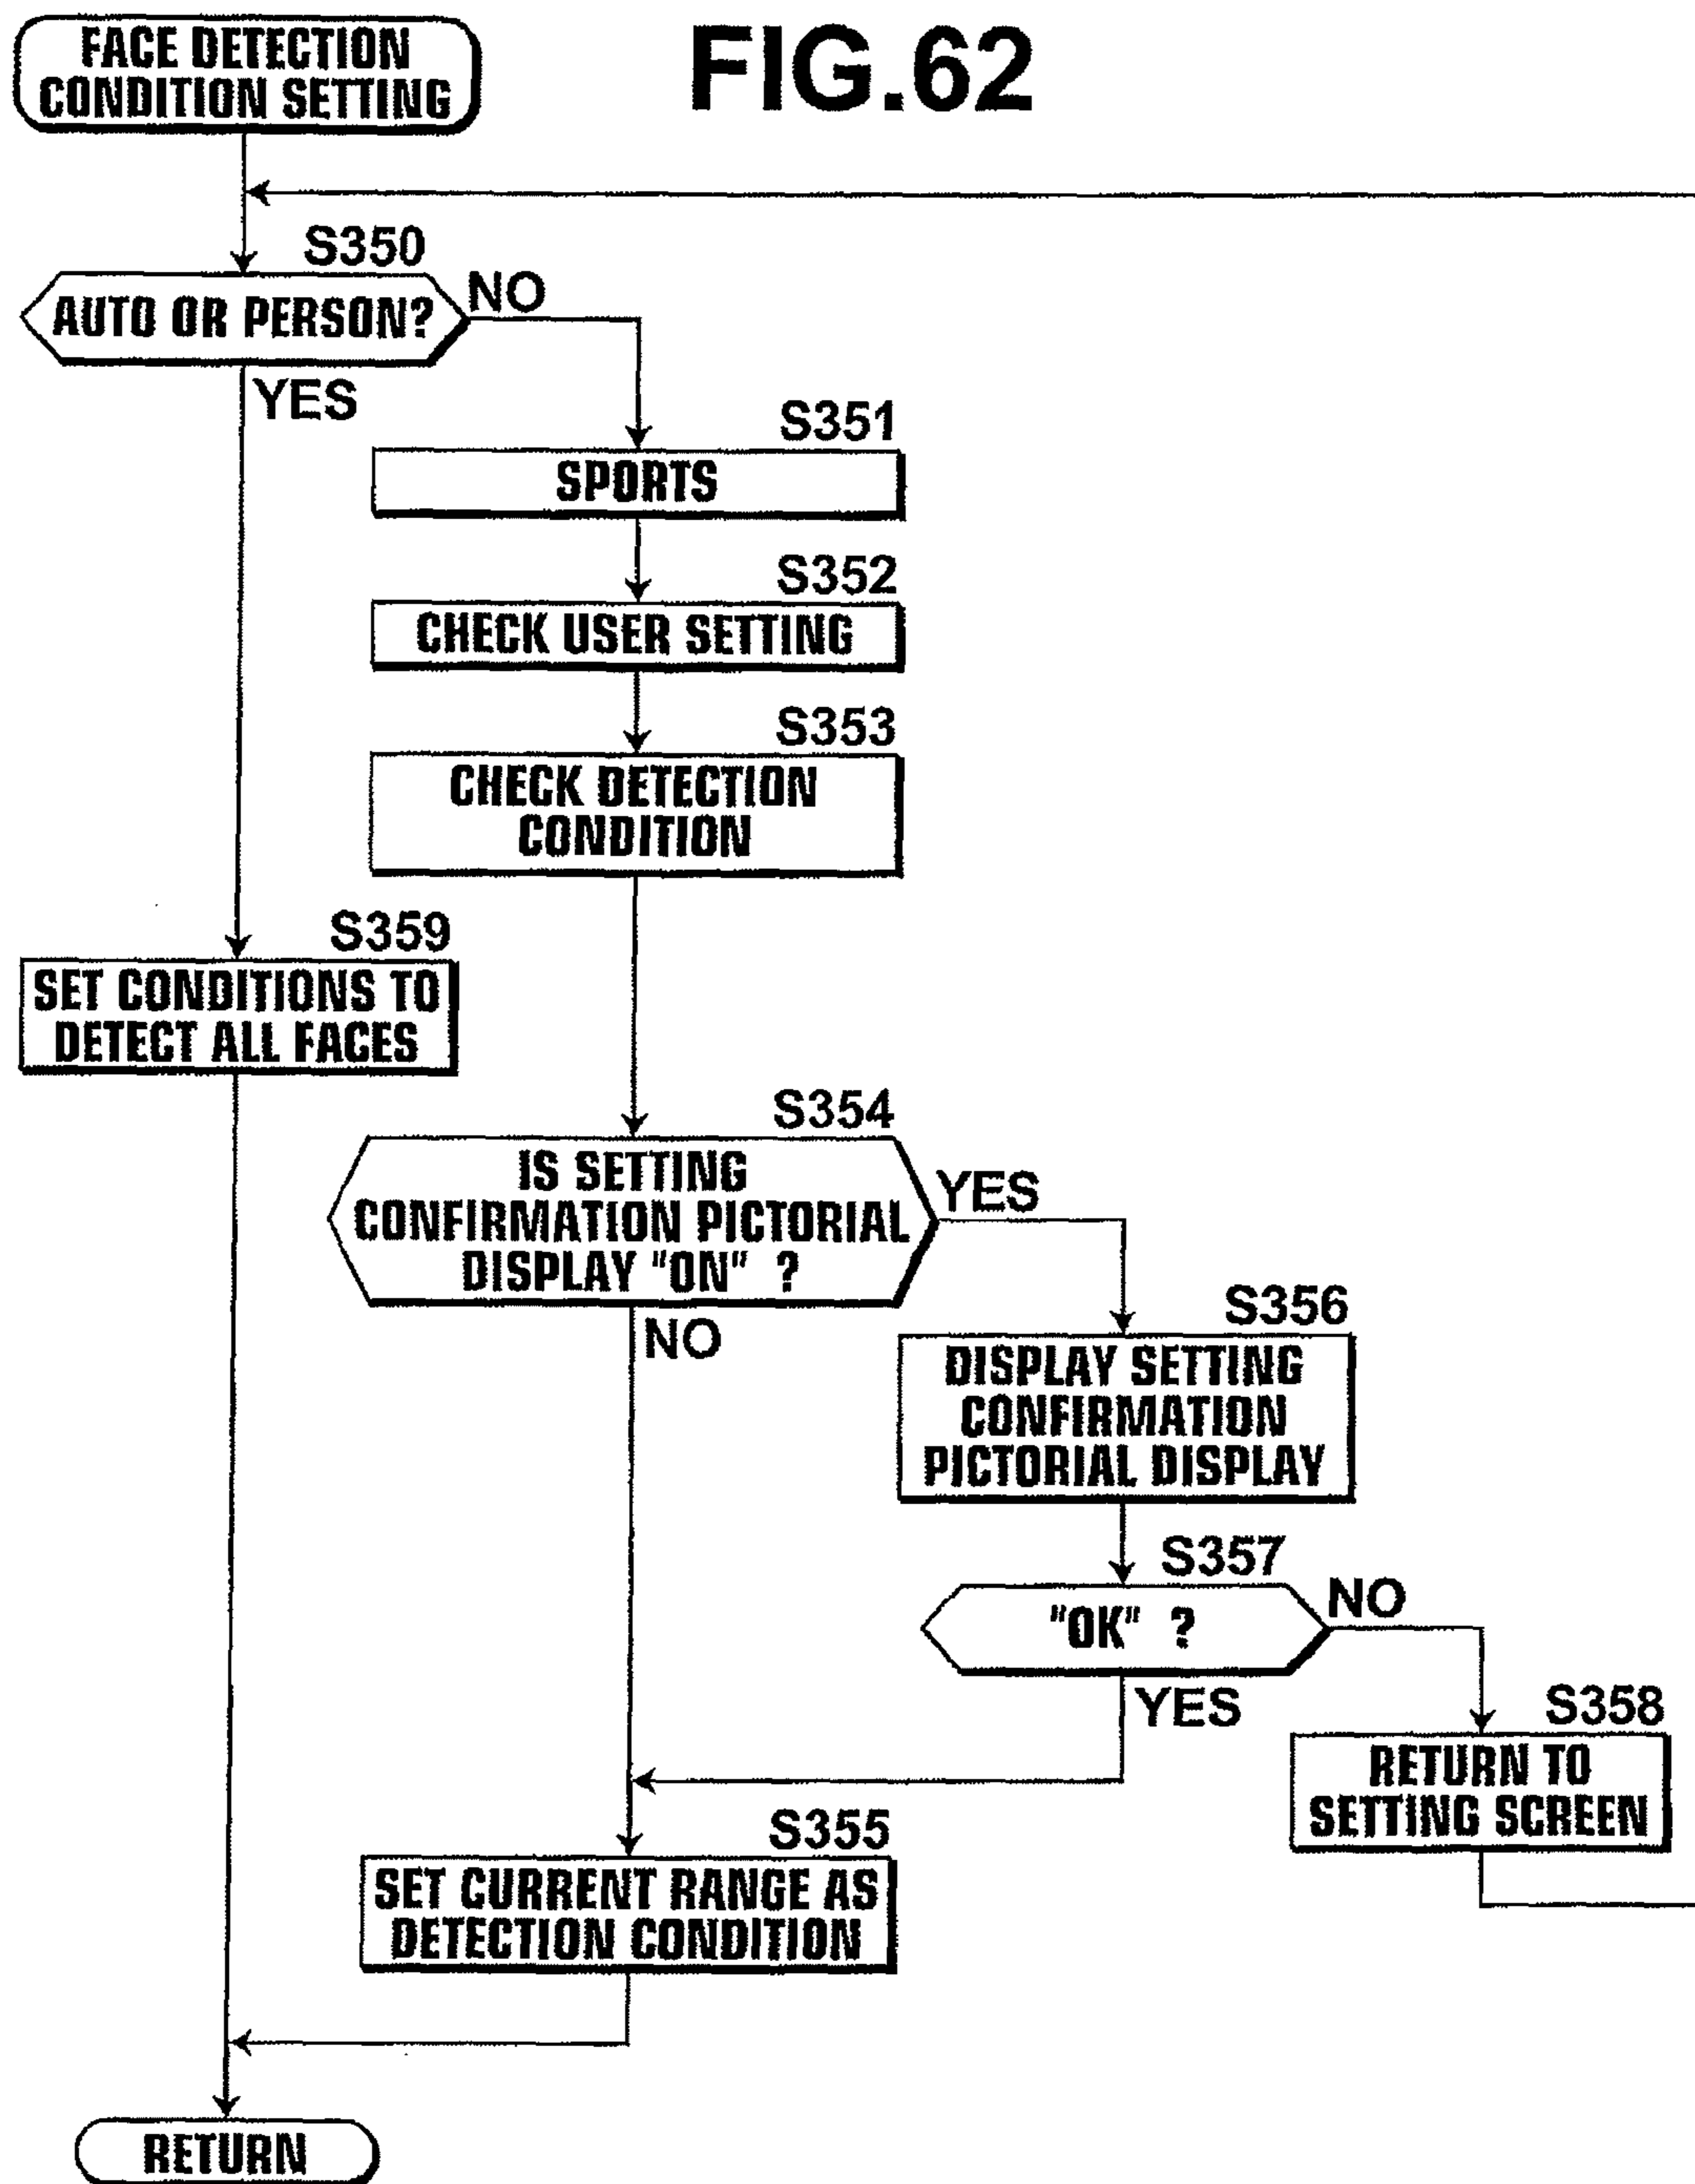 FACE DETECTION
CONDITION SETTING
FIG.62
S350
AUTO OR PERSON?
NO
YES
S351
SPORTS
S352
CHECK USER SETTING
S353
CHECK DETECTION
CONDITION
S359
SET CONDITIONS TO
DETECT ALL FACES
S354
IS SETTING
CONFIRMATION PICTORIAL
DISPLAY "ON" ?
YES
NO
S356
DISPLAY SETTING
CONFIRMATION
PICTORIAL DISPLAY
S357
"OK" ?
NO
YES
S358
RETURN TO
SETTING SCREEN
S355
SET CURRENT RANGE AS
DETECTION CONDITION
RETURN